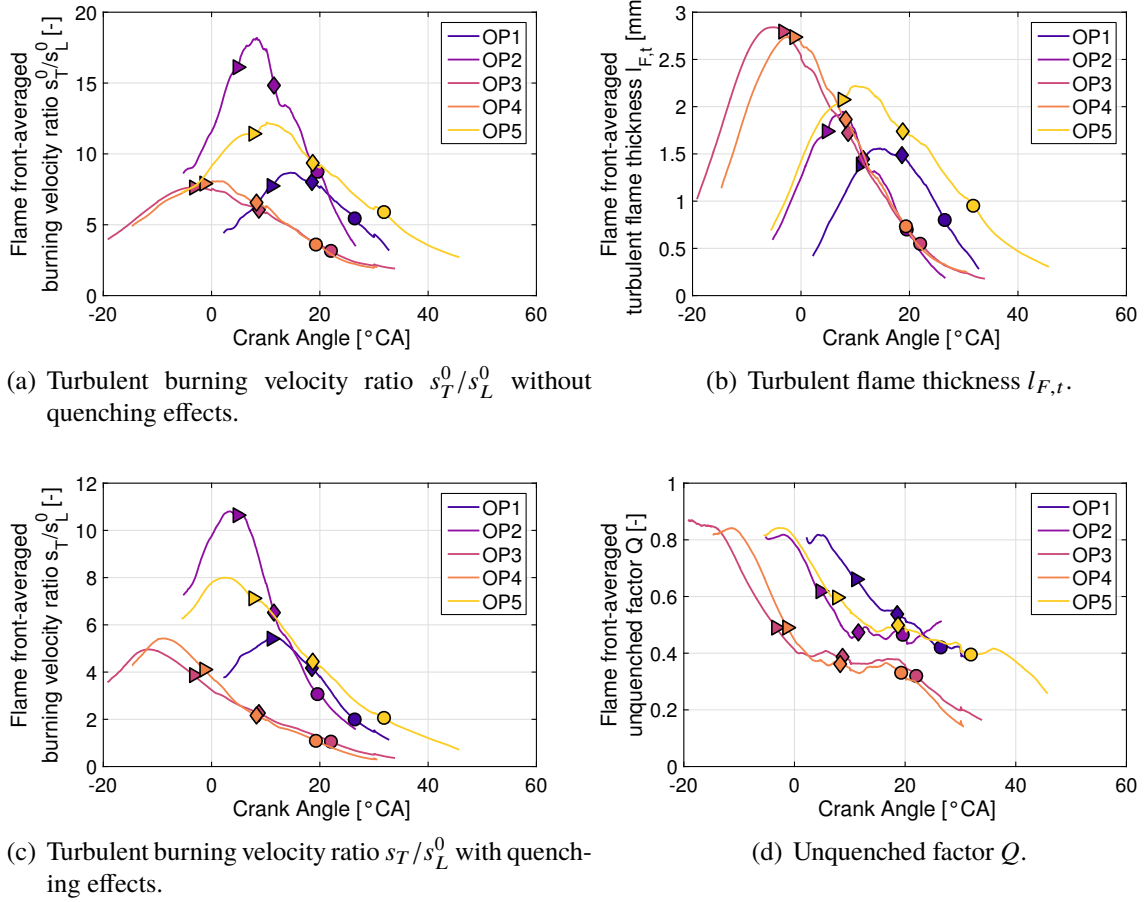 Flame front-averaged
burning velocity ratio s_T^0/s_L^0 [-]
20
15
10
5
0
-20
0
20
40
60
Crank Angle [°CA]
OP1
OP2
OP3
OP4
OP5
(a) Turbulent burning velocity ratio s_T^0/s_L^0 without
quenching effects.
Flame front-averaged
turbulent flame thickness l_{F,t} [mm
3
2.5
2
1.5
1
0.5
0
-20
0
20
40
60
Crank Angle [°CA]
OP1
OP2
OP3
OP4
OP5
(b) Turbulent flame thickness l_{F,t}.
Flame front-averaged
burning velocity ratio s_T/s_L^0 [-]
12
10
8
6
4
2
0
-20
0
20
40
60
Crank Angle [°CA]
OP1
OP2
OP3
OP4
OP5
(c) Turbulent burning velocity ratio s_T/s_L^0 with quench-
ing effects.
Flame front-averaged
unquenched factor Q [-]
1
0.8
0.6
0.4
0.2
0
-20
0
20
40
60
Crank Angle [°CA]
OP1
OP2
OP3
OP4
OP5
(d) Unquenched factor Q.